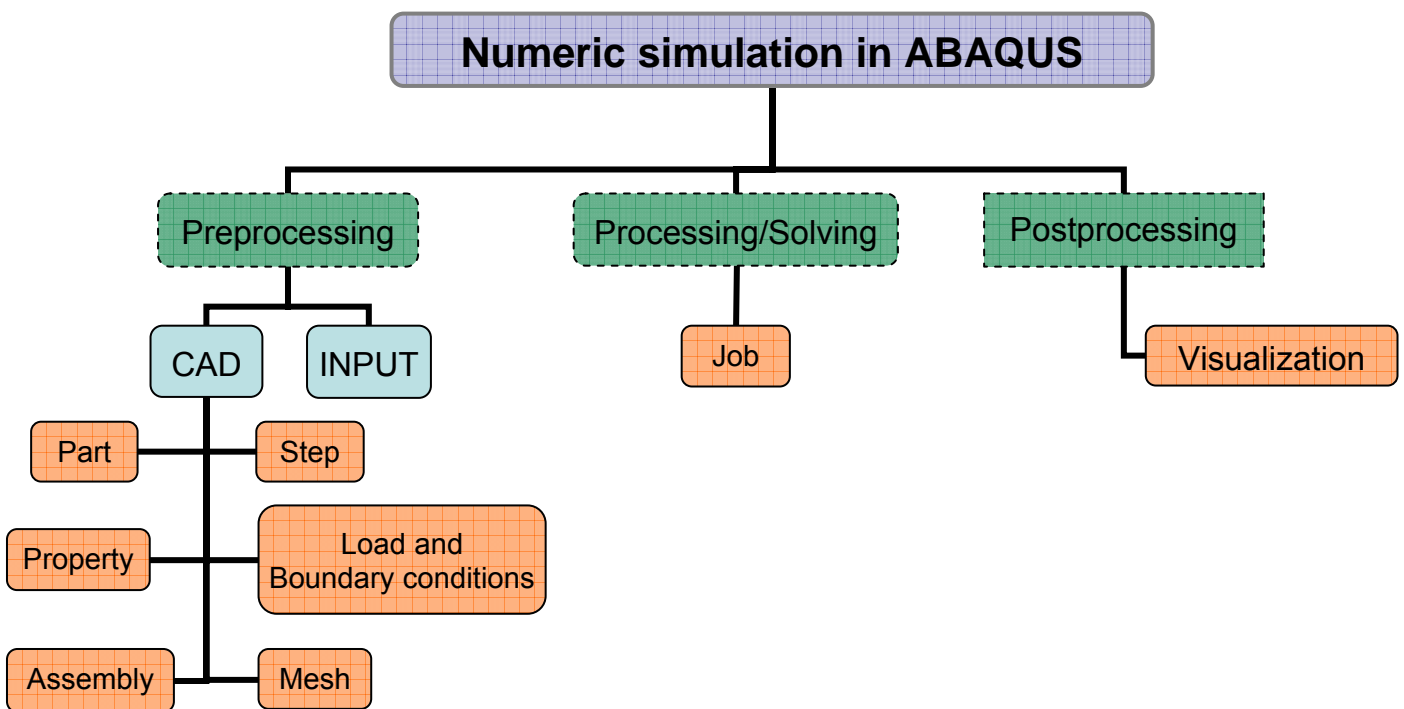 Numeric simulation in ABAQUS
Preprocessing
Processing/Solving
Postprocessing
CAD
INPUT
Job
Visualization
Part
Step
Property
Load and
Boundary conditions
Assembly
Mesh